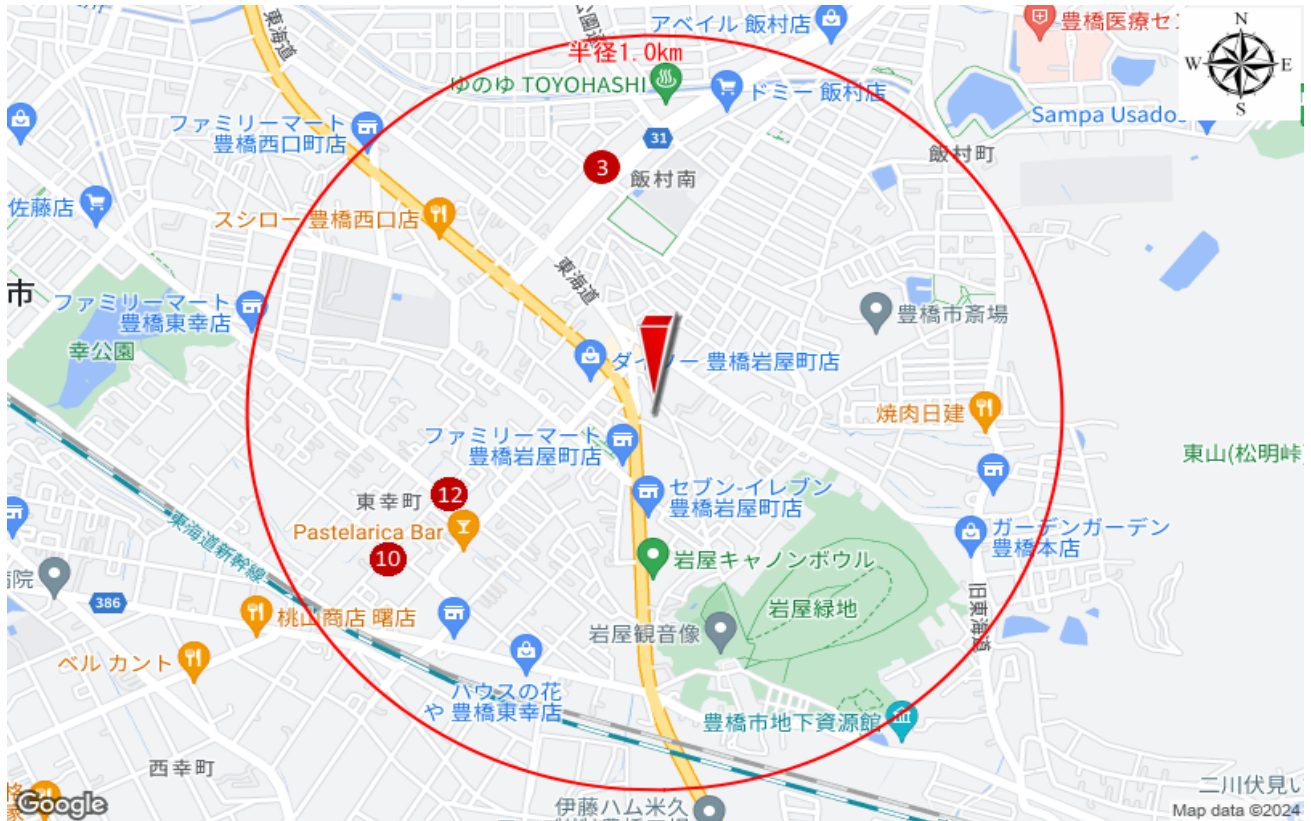 東海道
公園通
アベイル 飯村店
豊橋医療セン
N
W
E
S
半径1.0km
ゆのゆ TOYOHASHI
ドミー 飯村店
ファミリーマート
豊橋西口町店
31
Sampa Usados
飯村町
3
飯村南
佐藤店
スシロー 豊橋西口店
東海道
市
ファミリーマート
豊橋東幸店
幸公園
豊橋市斎場
ダイソー 豊橋岩屋町店
焼肉日建
ファミリーマート
豊橋岩屋町店
東山(松明峠)
セブン-イレブン
豊橋岩屋町店
12
東幸町
Pastelarica Bar
10
東海道新幹線
ガーデンガーデン
豊橋本店
岩屋キャノンボウル
病院
386
桃山商店 曙店
岩屋緑地
旧東海道
岩屋観音像
ベル カント
ハウスの花
や 豊橋東幸店
豊橋市地下資源館
西幸町
二川伏見い
Google
伊藤ハム米久
Map data ©2024